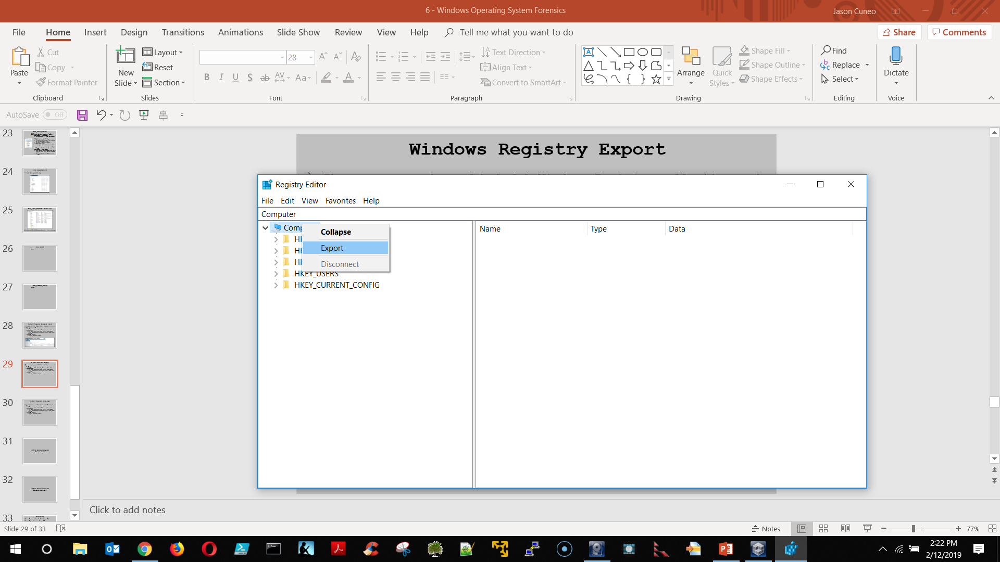 6 - Windows Operating System Forensics
Jason Cuneo
File Home Insert Design Transitions Animations Slide Show Review View Help Tell me what you want to do Share Comments
Paste
Cut
Copy
Format Painter
Clipboard
New
Slide
Layout
Reset
Section
Slides
28
Font
Text Direction
Align Text
Convert to SmartArt
Paragraph
Arrange
Quick
Styles
Shape Fill
Shape Outline
Shape Effects
Drawing
Find
Replace
Select
Editing
Dictate
Voice
AutoSave Off
23
24
25
26
27
28
29
30
31
32
33
Windows Registry Export
Registry Editor
File Edit View Favorites Help
Computer
Comp
Collapse
Export
Disconnect
HKEY_USERS
HKEY_CURRENT_CONFIG
Name Type Data
Click to add notes
Slide 29 of 33
Notes
77%
2:22 PM
2/12/2019